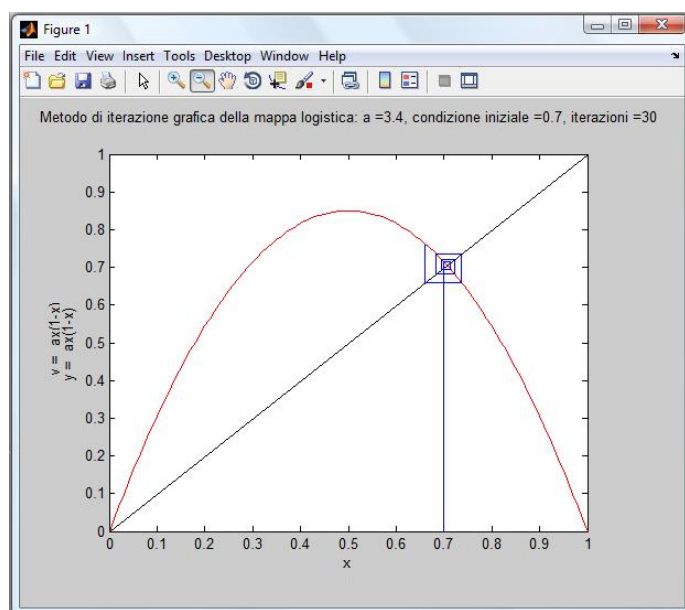 Figure 1
File Edit View Insert Tools Desktop Window Help
Metodo di iterazione grafica della mappa logistica: a =3.4, condizione iniziale =0.7, iterazioni =30
1
0.9
0.8
0.7
0.6
0.5
0.4
0.3
0.2
0.1
0
y = ax(1-x)
y = ax(1-x)
0 0.1 0.2 0.3 0.4 0.5 0.6 0.7 0.8 0.9 1
x